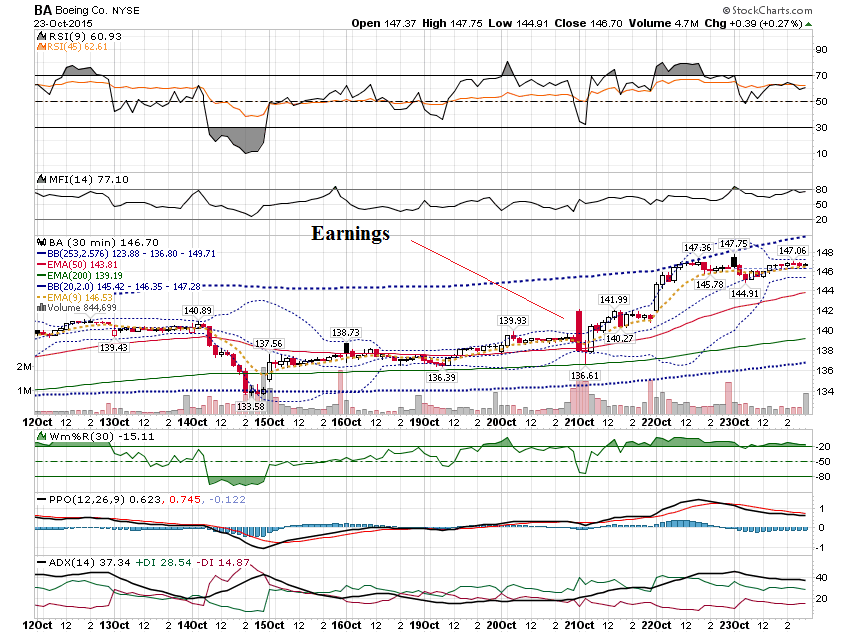 BA Boeing Co. NYSE
© StockCharts.com
23-Oct-2015
Open 147.37 High 147.75 Low 144.91 Close 146.70 Volume 4.7M Chg +0.39 (+0.27%)
RSI(9) 60.93
RSI(45) 62.61
90
70
50
30
10
MFI(14) 77.10
80
50
20
Earnings
BA (30 min) 146.70
BB(253,2.576) 123.88 - 136.80 - 149.71
EMA(50) 143.81
EMA(200) 139.19
BB(20,2.0) 145.42 - 146.35 - 147.28
EMA(9) 146.53
Volume 844,699
147.36
147.75
147.06
145.78
144.91
141.99
140.89
140.27
139.93
139.43
138.73
137.56
136.39
136.61
133.58
148
146
144
142
140
138
136
134
2M
1M
12Oct 12 2 13Oct 12 2 14Oct 12 2 15Oct 12 2 16Oct 12 2 19Oct 12 2 20Oct 12 2 21Oct 12 2 22Oct 12 2 23Oct 12 2
Wm%R(30) -15.11
-20
-50
-80
PPO(12,26,9) 0.623, 0.745, -0.122
1
0
-1
ADX(14) 37.34 +DI 28.54 -DI 14.87
40
20
12Oct 12 2 13Oct 12 2 14Oct 12 2 15Oct 12 2 16Oct 12 2 19Oct 12 2 20Oct 12 2 21Oct 12 2 22Oct 12 2 23Oct 12 2